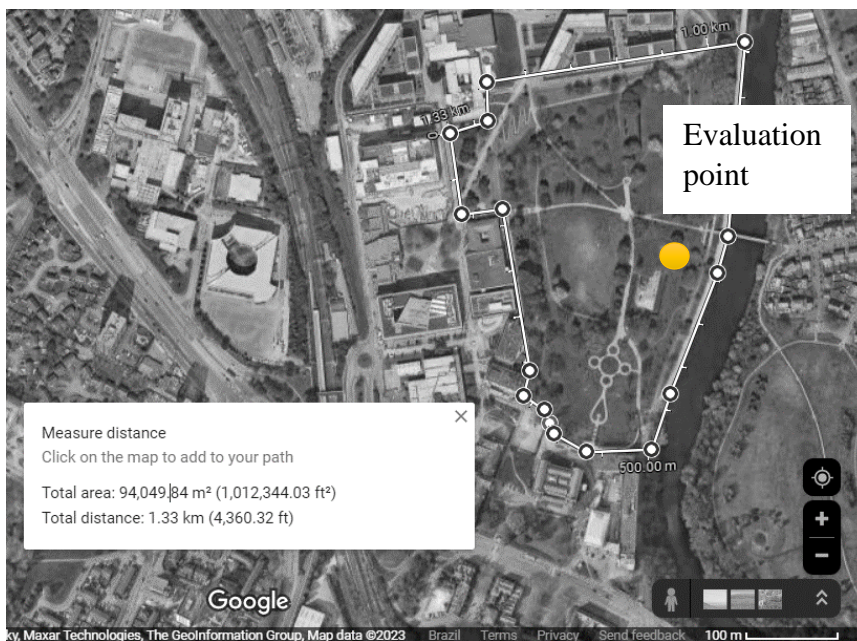 1.00 km
1.33 km
Evaluation
point
500.00 m
Measure distance
Click on the map to add to your path
Total area: 94,049.84 m² (1,012,344.03 ft²)
Total distance: 1.33 km (4,360.32 ft)
Google
ky, Maxar Technologies, The GeoInformation Group, Map data ©2023 Brazil Terms Privacy Send feedback 100 m